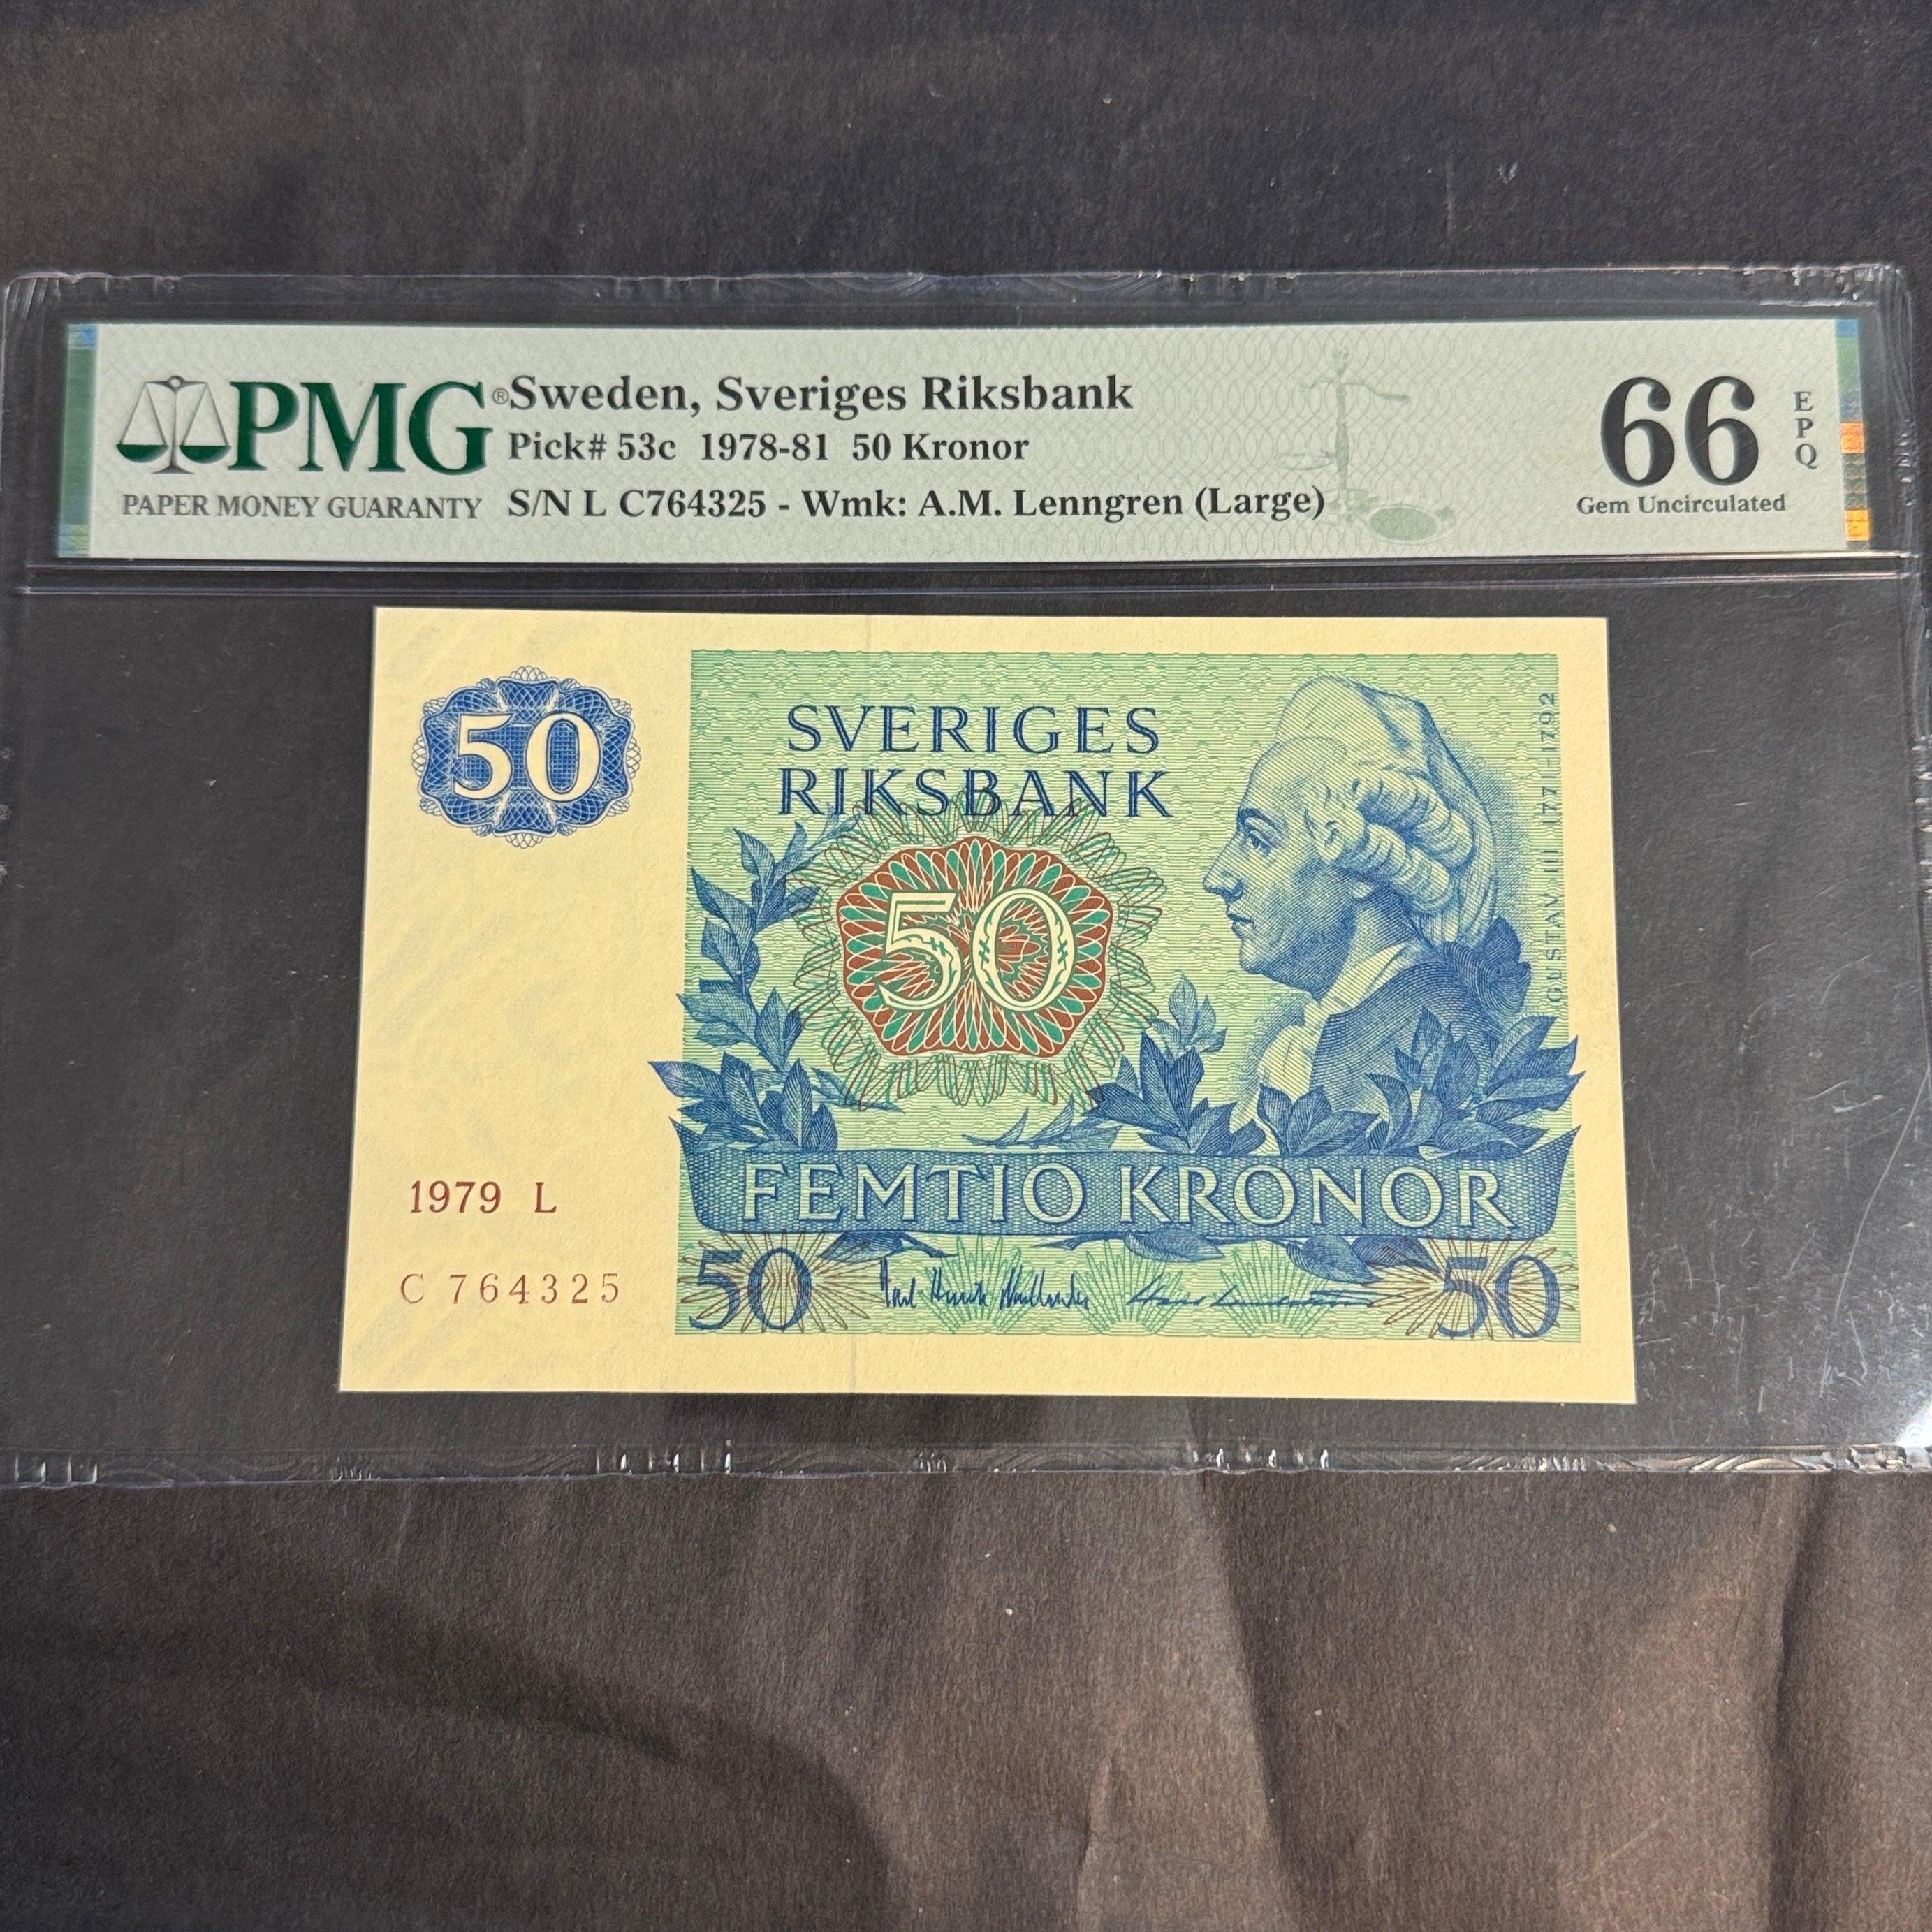 PMG® Sweden, Sveriges Riksbank
Pick# 53c 1978-81 50 Kronor
PAPER MONEY GUARANTY S/N L C764325 - Wmk: A.M. Lenngren (Large)
66 EPQ
Gem Uncirculated
50
SVERIGES
RIKSBANK
50
GUSTAV III 1771-1792
FEMTIO KRONOR
1979 L
C 764325
50
50